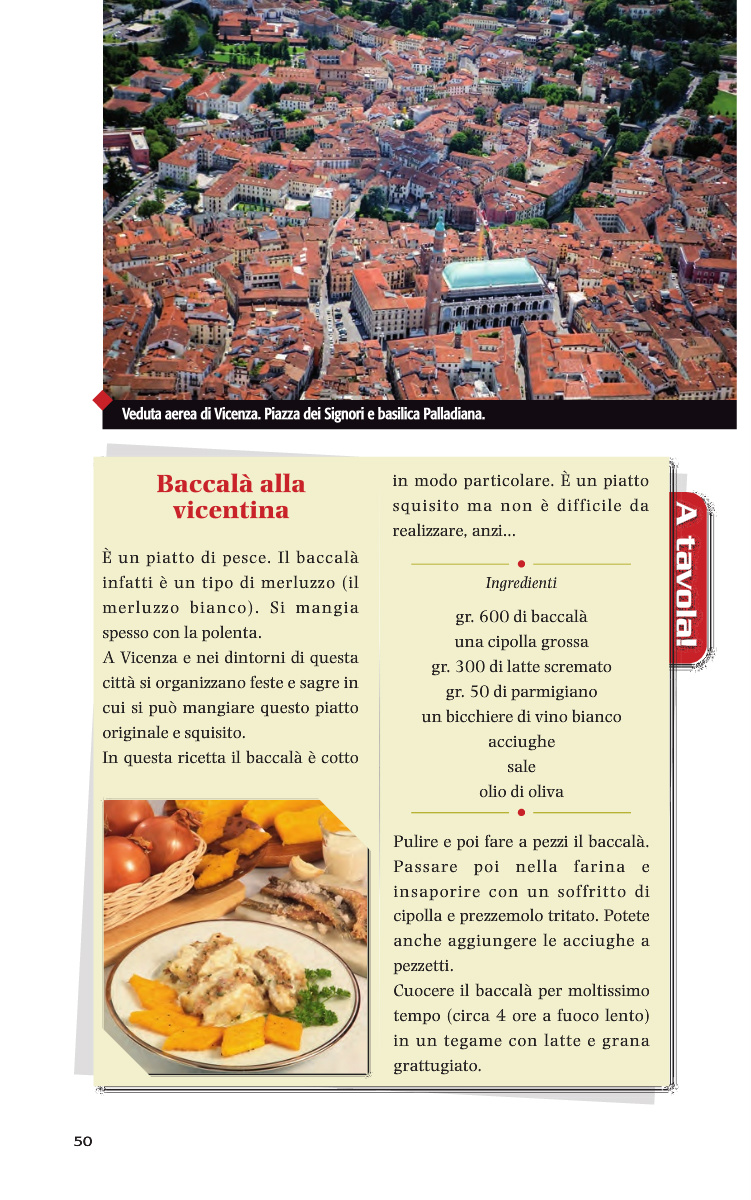 Veduta aerea di Vicenza. Piazza dei Signori e basilica Palladiana.
Baccalà alla
vicentina
È un piatto di pesce. Il baccalà
infatti è un tipo di merluzzo (il
merluzzo bianco). Si mangia
spesso con la polenta.
A Vicenza e nei dintorni di questa
città si organizzano feste e sagre in
cui si può mangiare questo piatto
originale e squisito.
In questa ricetta il baccalà è cotto
in modo particolare. È un piatto
squisito ma non è difficile da
realizzare, anzi...
Ingredienti
gr. 600 di baccalà
una cipolla grossa
gr. 300 di latte scremato
gr. 50 di parmigiano
un bicchiere di vino bianco
acciughe
sale
olio di oliva
Pulire e poi fare a pezzi il baccalà.
Passare poi nella farina e
insaporire con un soffritto di
cipolla e prezzemolo tritato. Potete
anche aggiungere le acciughe a
pezzetti.
Cuocere il baccalà per moltissimo
tempo (circa 4 ore a fuoco lento)
in un tegame con latte e grana
grattugiato.
A tavola!
50